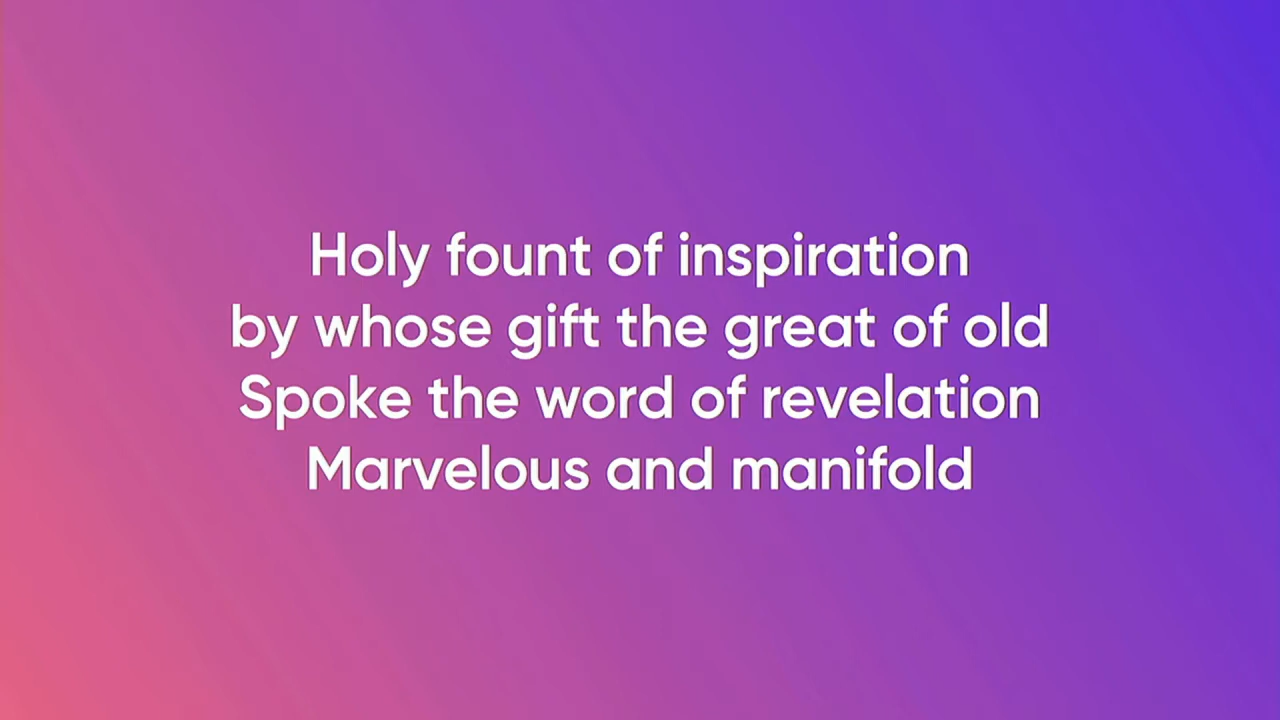 Holy fount of inspiration
by whose gift the great of old
Spoke the word of revelation
Marvelous and manifold